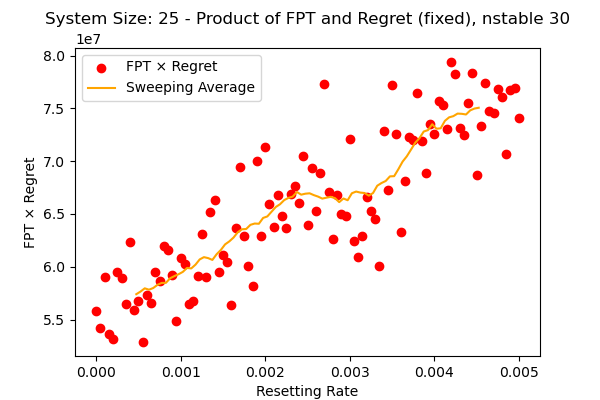 System Size: 25 - Product of FPT and Regret (fixed), nstable 30
1e7
FPT × Regret
Sweeping Average
8.0
7.5
7.0
6.5
6.0
5.5
FPT × Regret
0.000 0.001 0.002 0.003 0.004 0.005
Resetting Rate